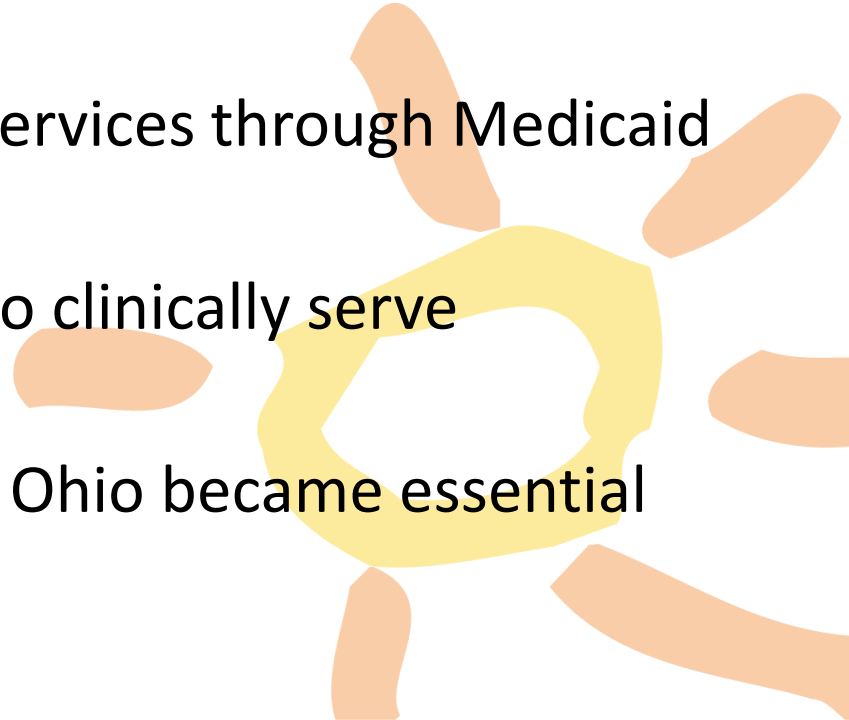 ervices through Medicaid
o clinically serve
Ohio became essential